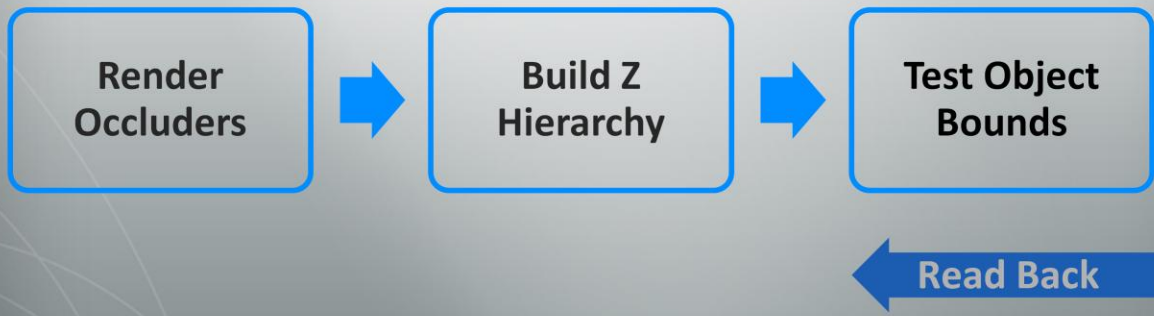 Render
Occluders
Build Z
Hierarchy
Test Object
Bounds
Read Back